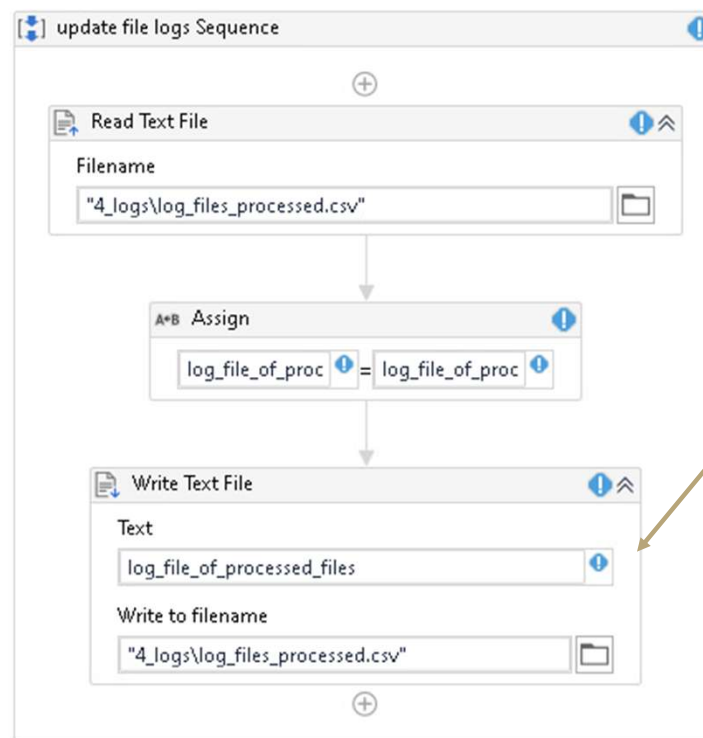 update file logs Sequence
Read Text File
Filename
"4_logs\log_files_processed.csv"
A*B Assign
log_file_of_proc = log_file_of_proc
Write Text File
Text
log_file_of_processed_files
Write to filename
"4_logs\log_files_processed.csv"